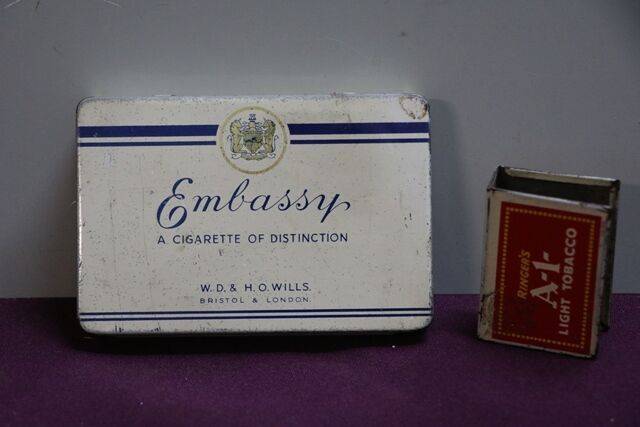 Embassy
A CIGARETTE OF DISTINCTION
W.D. & H.O. WILLS.
BRISTOL & LONDON.
RINGER'S
A-1-
LIGHT TOBACCO